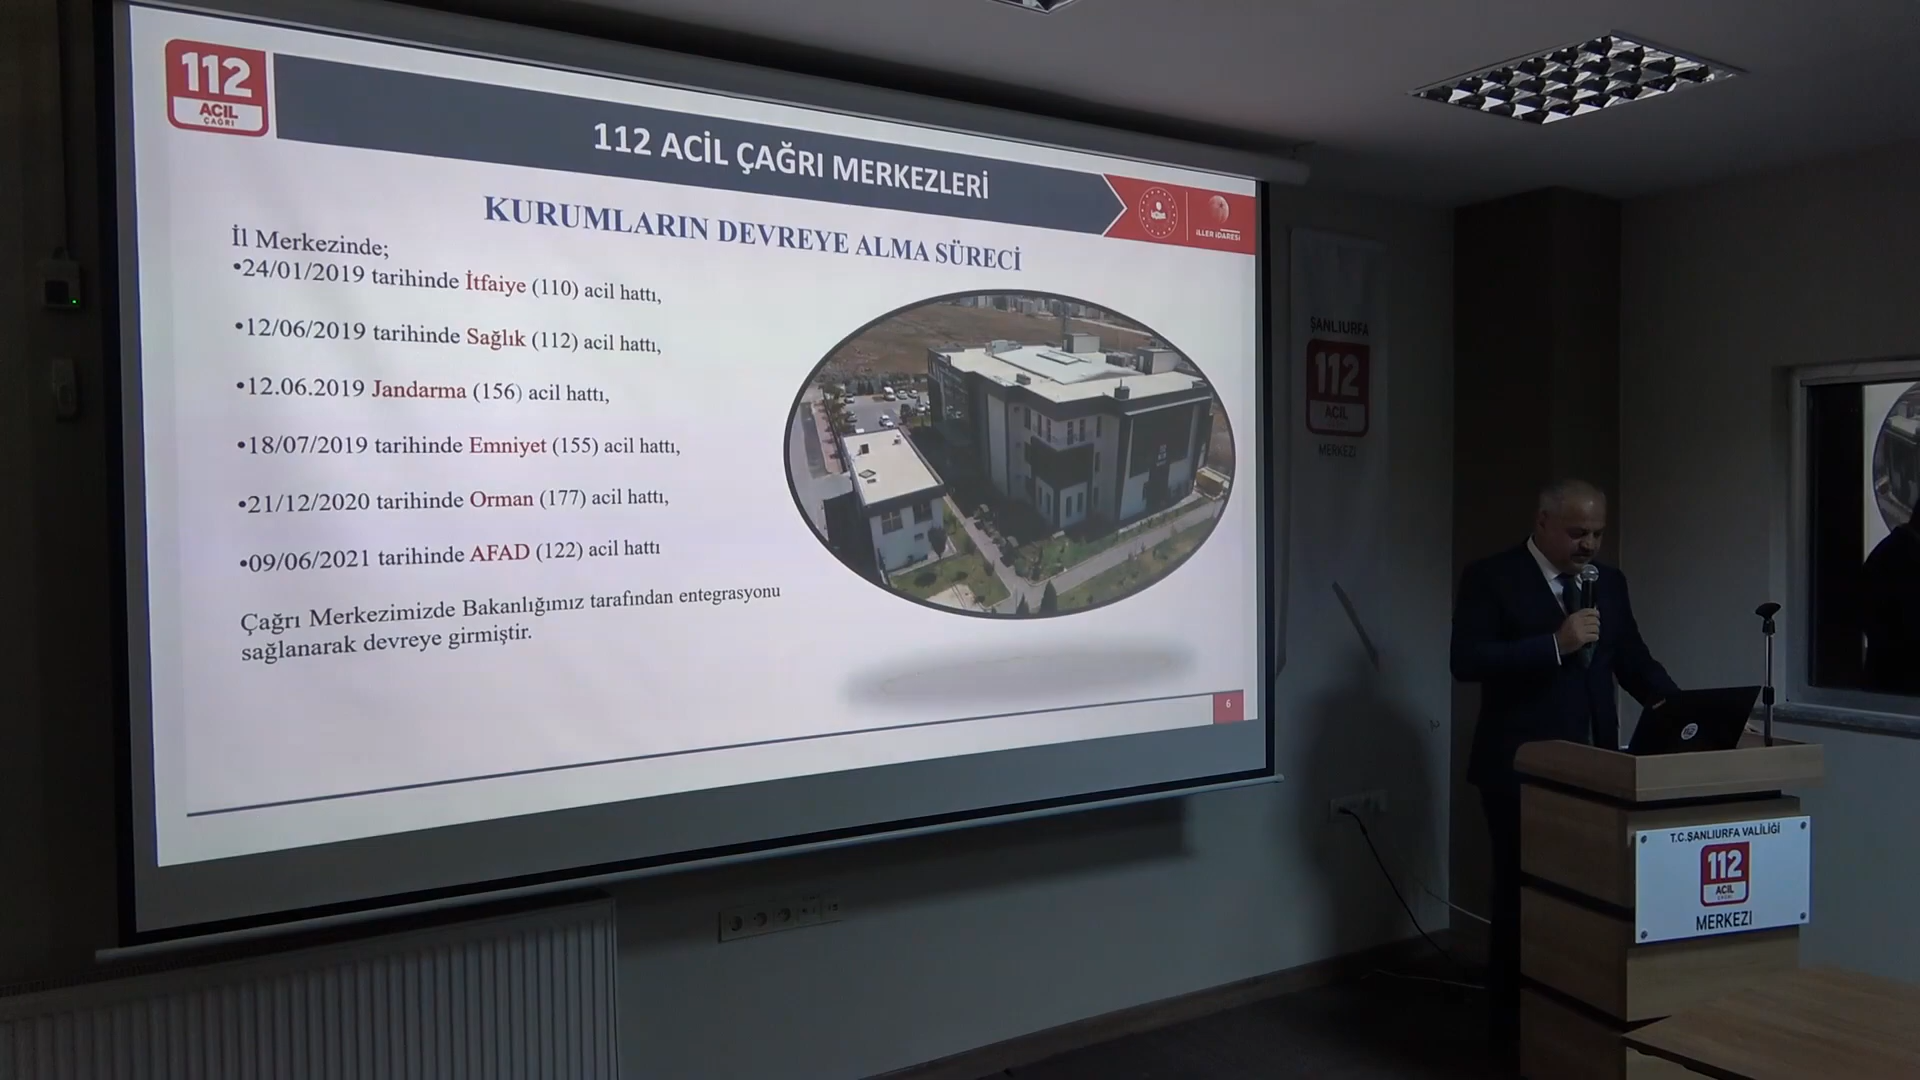 112
ACİL
ÇAĞRI
112 ACİL ÇAĞRI MERKEZLERİ
İLLER İDARESİ
KURUMLARIN DEVREYE ALMA SÜRECİ
İl Merkezinde;
•24/01/2019 tarihinde İtfaiye (110) acil hattı,
•12/06/2019 tarihinde Sağlık (112) acil hattı,
•12.06.2019 Jandarma (156) acil hattı,
•18/07/2019 tarihinde Emniyet (155) acil hattı,
•21/12/2020 tarihinde Orman (177) acil hattı,
•09/06/2021 tarihinde AFAD (122) acil hattı
Çağrı Merkezimizde Bakanlığımız tarafından entegrasyonu
sağlanarak devreye girmiştir.
6
ŞANLIURFA
112
ACİL
MERKEZİ
T.C.ŞANLIURFA VALİLİĞİ
112
ACİL
ÇAĞRI
MERKEZİ